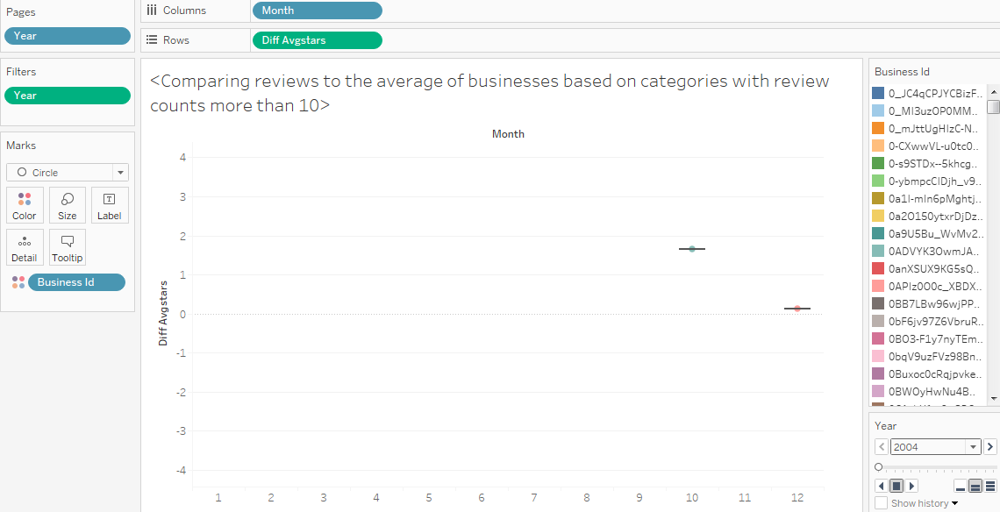 Pages
Year
Filters
Year
Marks
Circle
Color
Size
Label
Detail
Tooltip
Business Id
Columns
Month
Rows
Diff Avgstars
<Comparing reviews to the average of businesses based on categories with review
counts more than 10>
Month
Diff Avgstars
4
3
2
1
0
-1
-2
-3
-4
1 2 3 4 5 6 7 8 9 10 11 12
Business Id
0_JC4qCPJYCBizF..
0_MI3uzOP0MM..
0_mJttUgHIzC-N..
0-CXwwVL-u0tc0..
0-s9STDx--5khcg..
0-ybmpcCIDjh_v9..
0a1I-mIn6pMghtj..
0a2O150ytxrDjDz..
0a9U5Bu_WvMv2..
0ADVYK3OwmJA..
0anXSUX9KG5sQ..
0APIz0O0c_XBDX..
0BB7LBw96wjPP..
0bF6jv97Z6VbruR..
0BO3-F1y7nyTEm..
0bqV9uzFVz98Bn..
0Buxoc0cRqjpvke..
0BWOyHwNu4B..
Year
2004
Show history